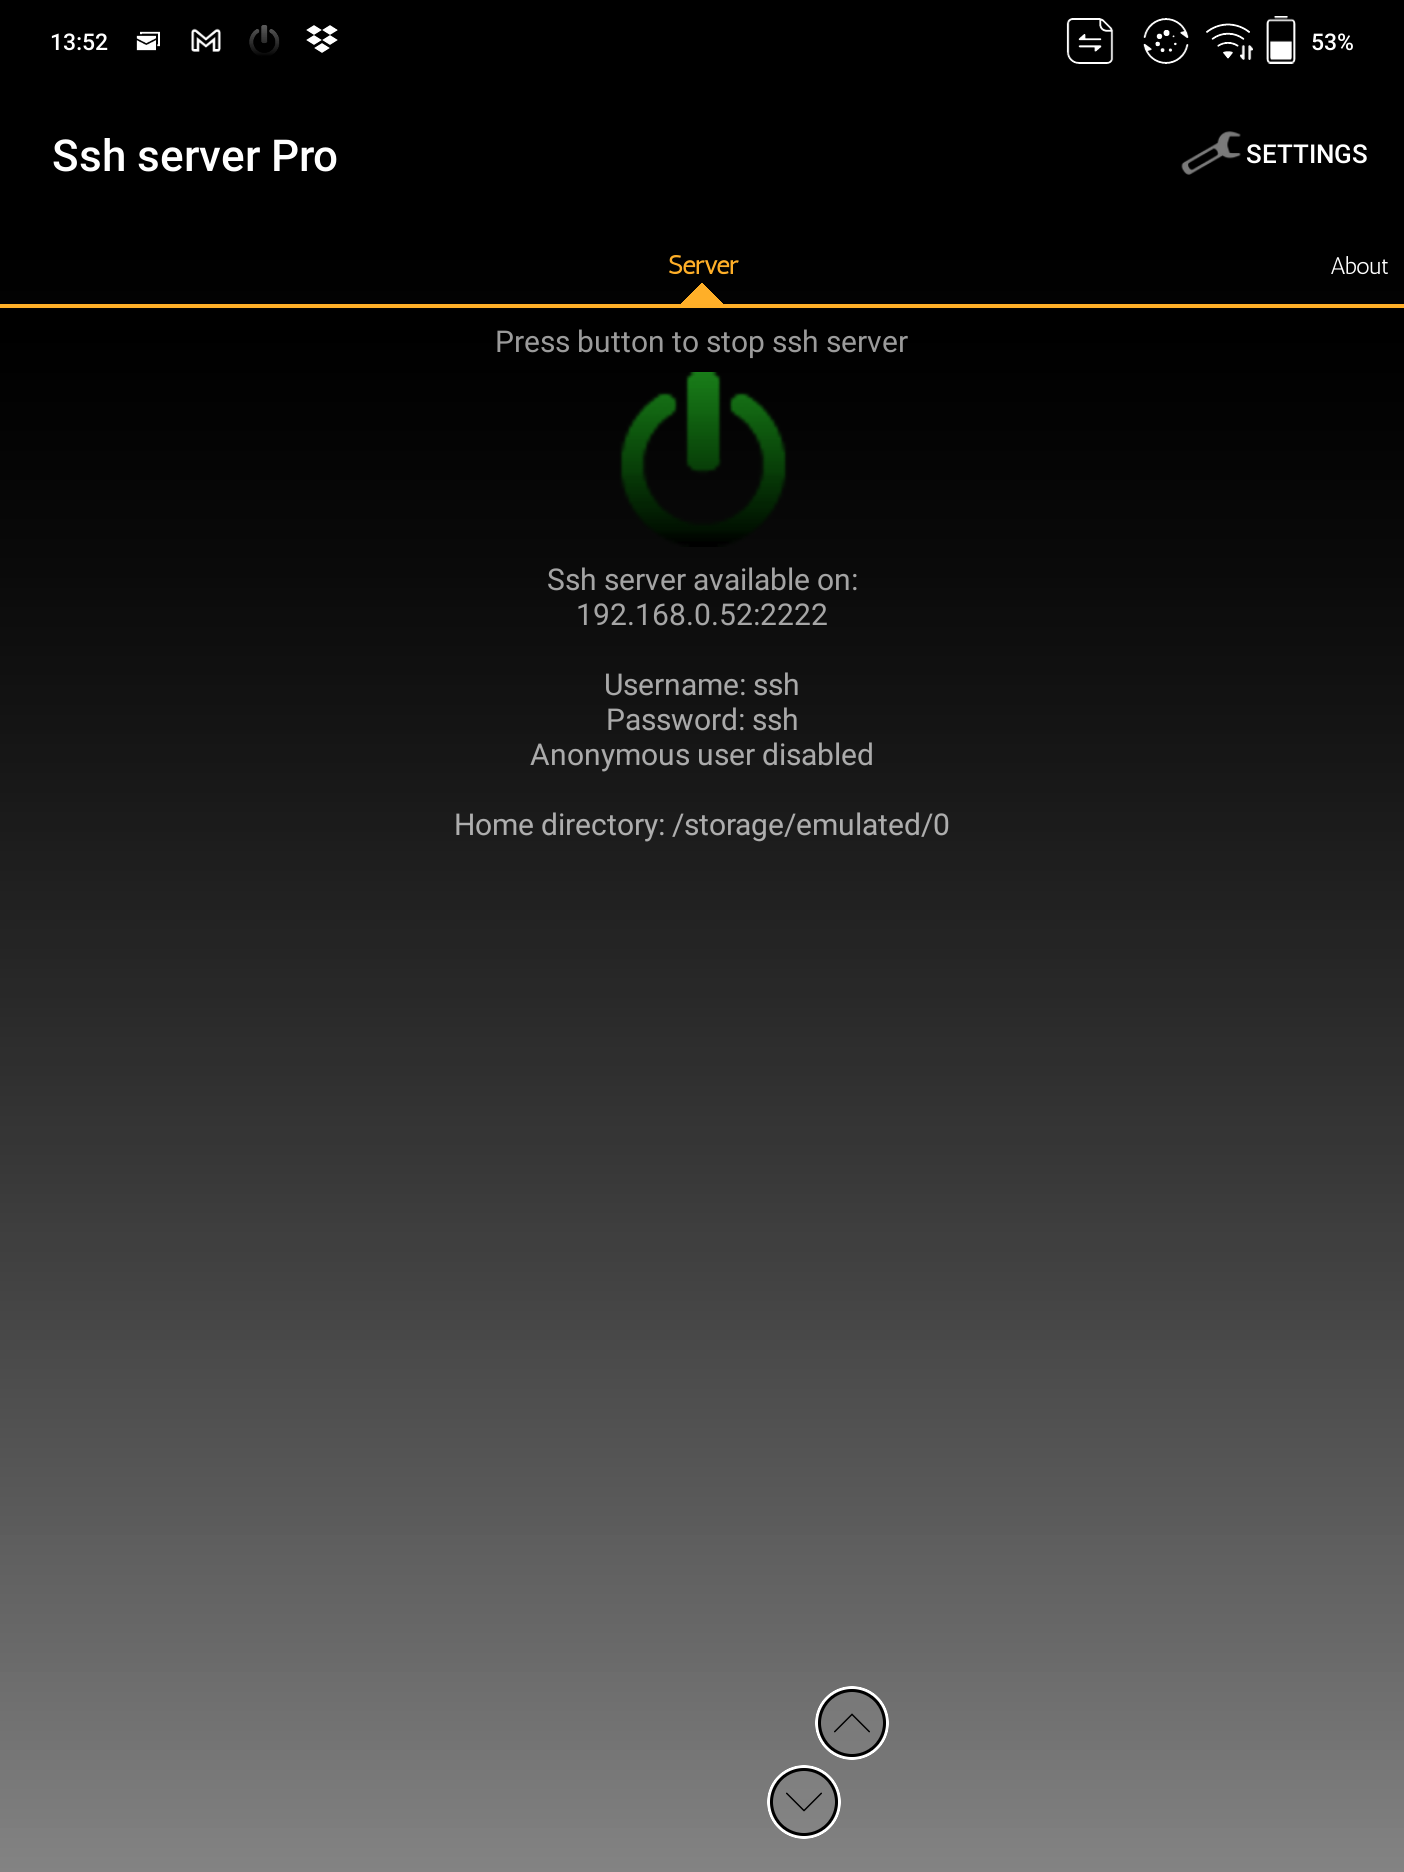 13:52
53%
Ssh server Pro
SETTINGS
Server
About
Press button to stop ssh server
Ssh server available on:
192.168.0.52:2222
Username: ssh
Password: ssh
Anonymous user disabled
Home directory: /storage/emulated/0